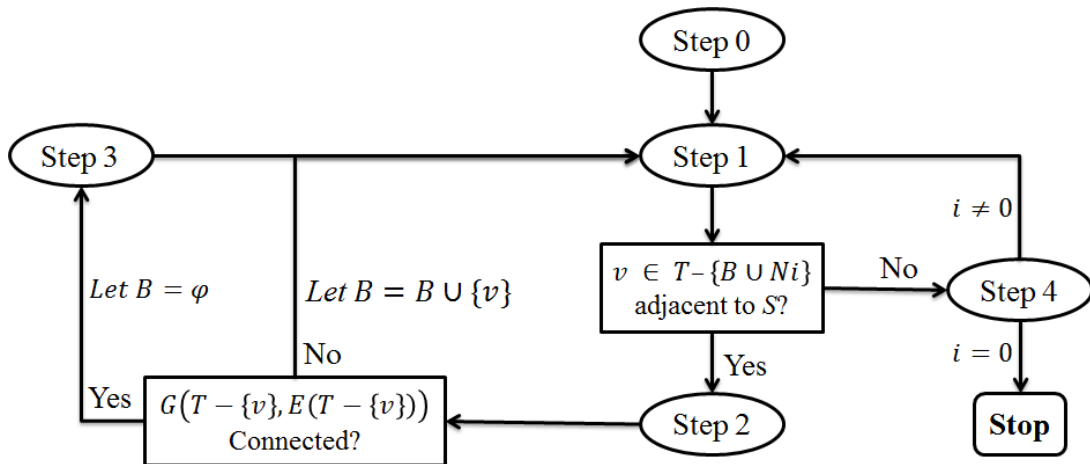 Step 0
Step 3
Step 1
i ≠ 0
Let B = φ
Let B = B ∪ {v}
v ∈ T – {B ∪ Ni}
adjacent to S?
No
Step 4
No
Yes
i = 0
Yes
G(T − {v}, E(T − {v}))
Connected?
Step 2
Stop